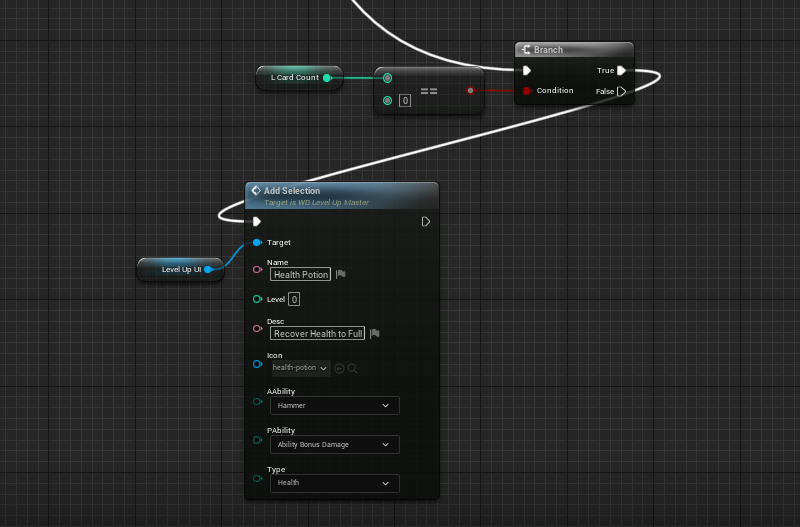 Branch
L Card Count
True
==
0
Condition
False
Add Selection
Target is WB Level Up Master
Target
Level Up UI
Name
Health Potion
Level 0
Desc
Recover Health to Full
Icon
health-potion
AAbility
Hammer
PAbility
Ability Bonus Damage
Type
Health